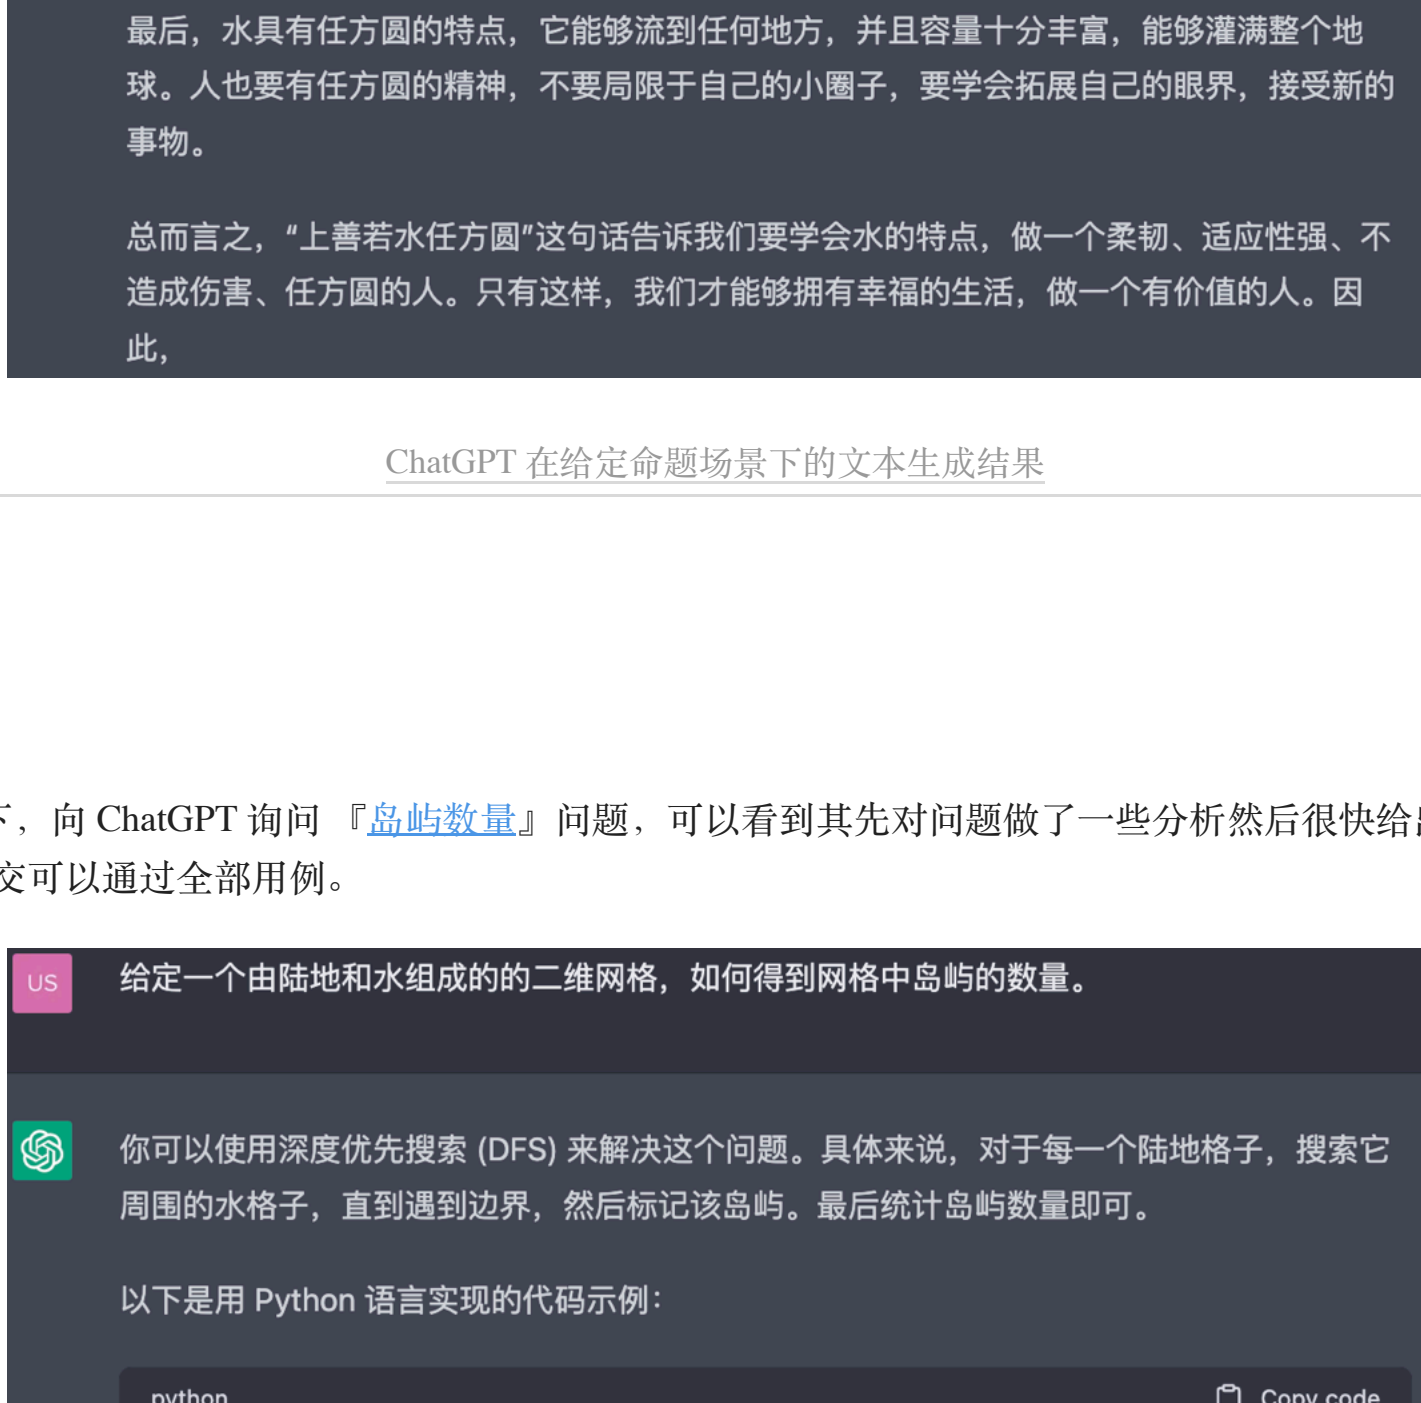 最后，水具有任方圆的特点，它能够流到任何地方，并且容量十分丰富，能够灌满整个地
球。人也要有任方圆的精神，不要局限于自己的小圈子，要学会拓展自己的眼界，接受新的
事物。
总而言之，“上善若水任方圆”这句话告诉我们要学会水的特点，做一个柔韧、适应性强、不
造成伤害、任方圆的人。只有这样，我们才能够拥有幸福的生活，做一个有价值的人。因
此，
ChatGPT 在给定命题场景下的文本生成结果
下，向 ChatGPT 询问 『岛屿数量』问题，可以看到其先对问题做了一些分析然后很快给出
交可以通过全部用例。
US
给定一个由陆地和水组成的的二维网格，如何得到网格中岛屿的数量。
你可以使用深度优先搜索 (DFS) 来解决这个问题。具体来说，对于每一个陆地格子，搜索它
周围的水格子，直到遇到边界，然后标记该岛屿。最后统计岛屿数量即可。
以下是用 Python 语言实现的代码示例：
python
Copy code